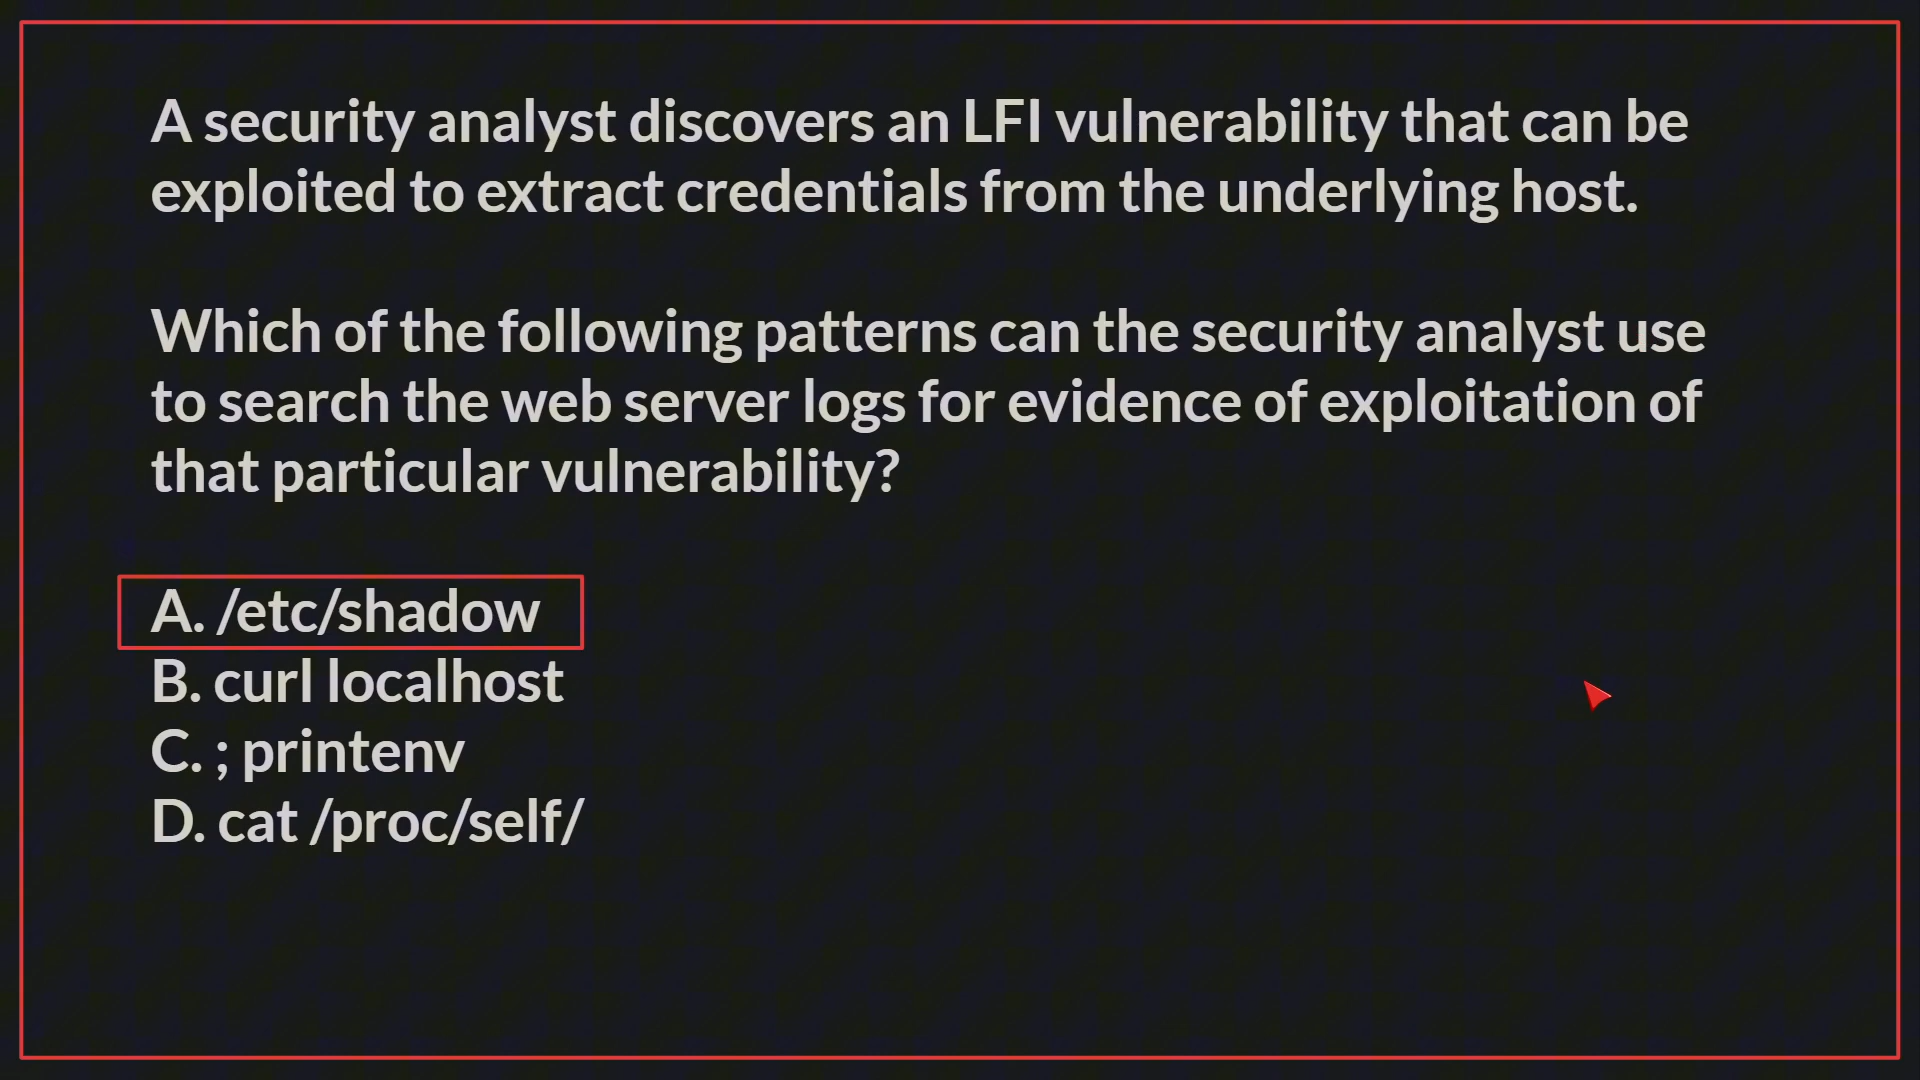 A security analyst discovers an LFI vulnerability that can be
exploited to extract credentials from the underlying host.
Which of the following patterns can the security analyst use
to search the web server logs for evidence of exploitation of
that particular vulnerability?
A. /etc/shadow
B. curl localhost
C. ; printenv
D. cat /proc/self/